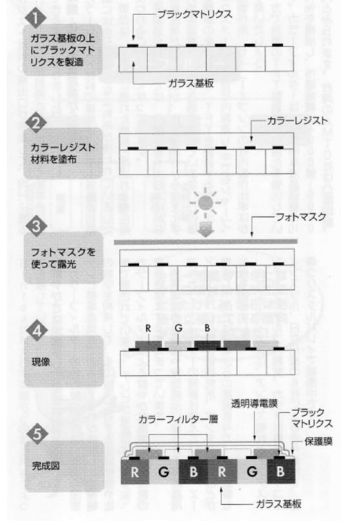 1
ガラス基板の上
にブラックマト
リクスを製造
ブラックマトリクス
ガラス基板
2
カラーレジスト
材料を塗布
カラーレジスト
3
フォトマスクを
使って露光
フォトマスク
4
現像
R G B
5
完成図
透明導電膜
カラーフィルター層
ブラック
マトリクス
保護膜
R G B R G B
ガラス基板